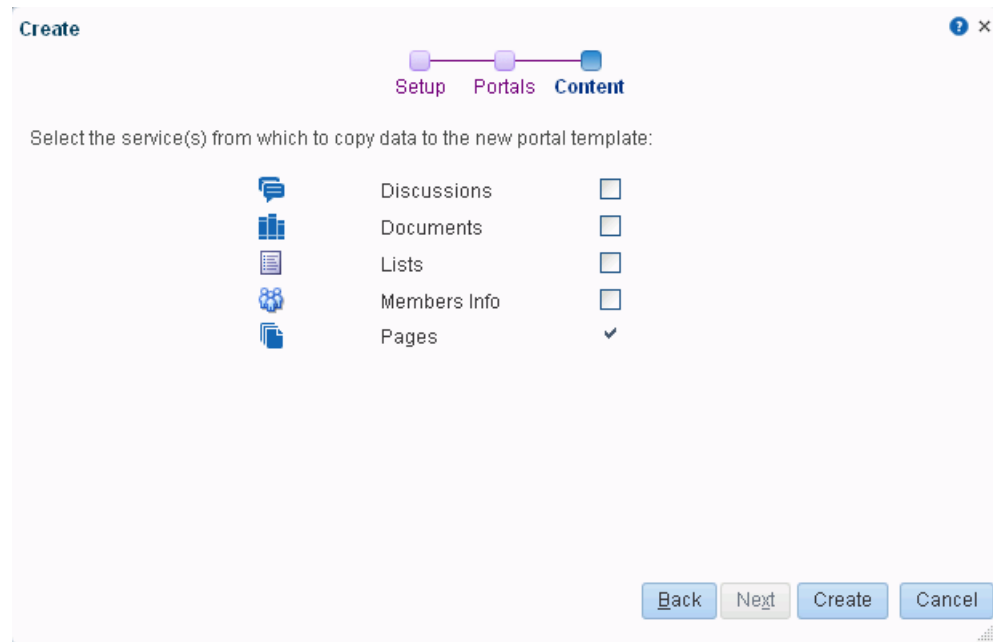 Create
Setup Portals Content
Select the service(s) from which to copy data to the new portal template:
Discussions
Documents
Lists
Members Info
Pages
Back Next Create Cancel